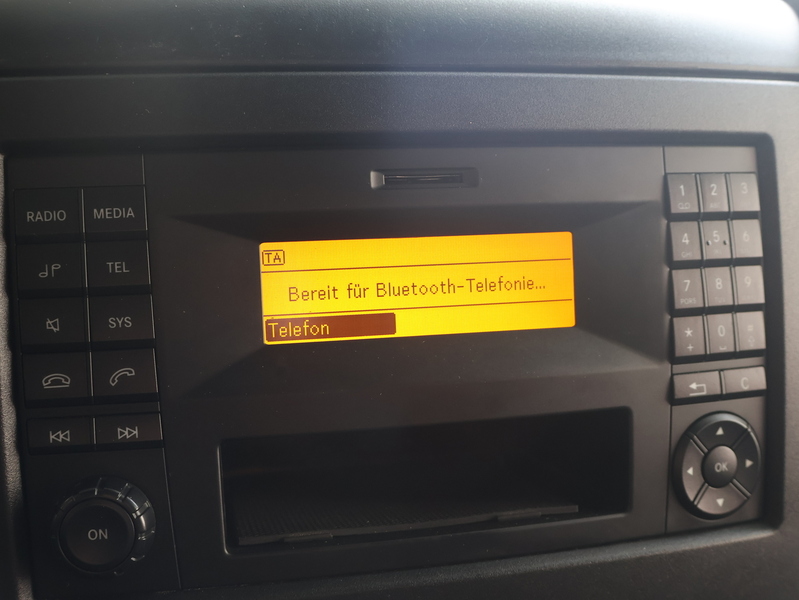 RADIO MEDIA
TEL
SYS
ON
TA
Bereit für Bluetooth-Telefonie...
Telefon
1 2 3
4 5 6
7 8 9
PQRS
* 0 #
+
C
OK